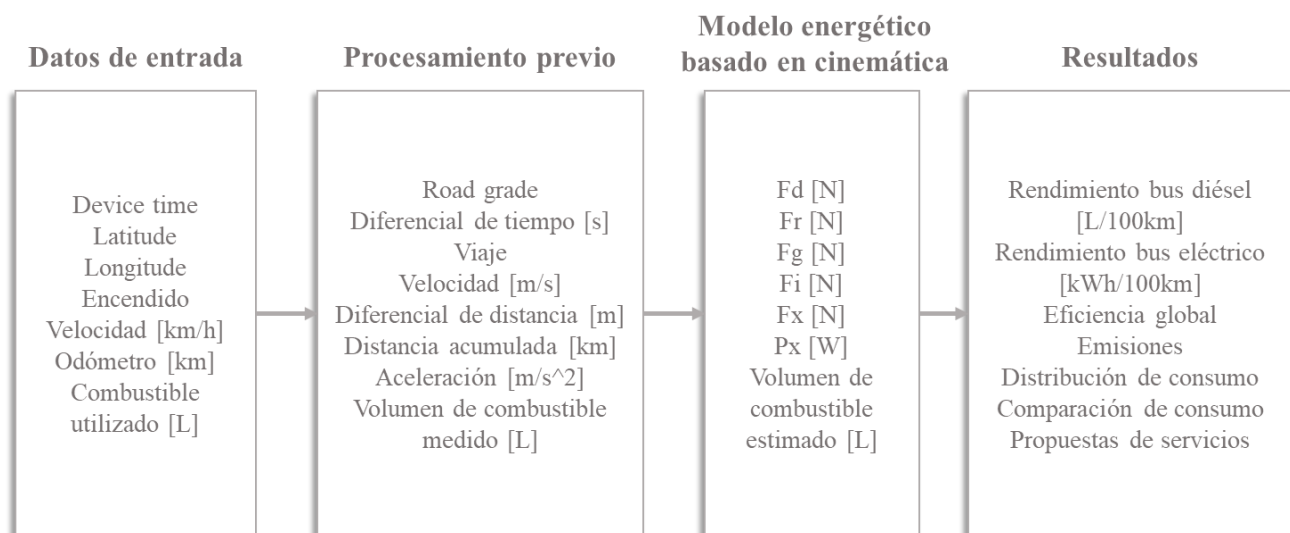 Datos de entrada
Device time
Latitude
Longitude
Encendido
Velocidad [km/h]
Odómetro [km]
Combustible
utilizado [L]
Procesamiento previo
Road grade
Diferencial de tiempo [s]
Viaje
Velocidad [m/s]
Diferencial de distancia [m]
Distancia acumulada [km]
Aceleración [m/s^2]
Volumen de combustible
medido [L]
Modelo energético
basado en cinemática
Fd [N]
Fr [N]
Fg [N]
Fi [N]
Fx [N]
Px [W]
Volumen de
combustible
estimado [L]
Resultados
Rendimiento bus diésel
[L/100km]
Rendimiento bus eléctrico
[kWh/100km]
Eficiencia global
Emisiones
Distribución de consumo
Comparación de consumo
Propuestas de servicios